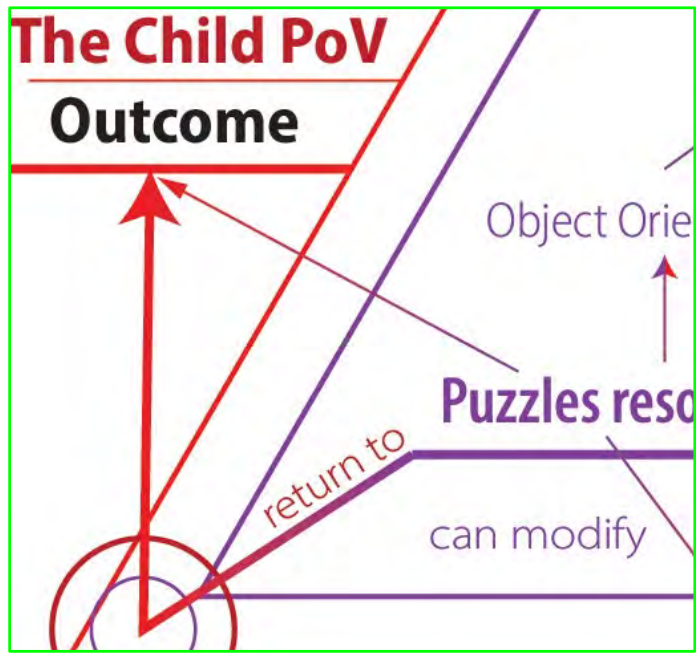 The Child PoV
Outcome
Object Orie
Puzzles reso
return to
can modify